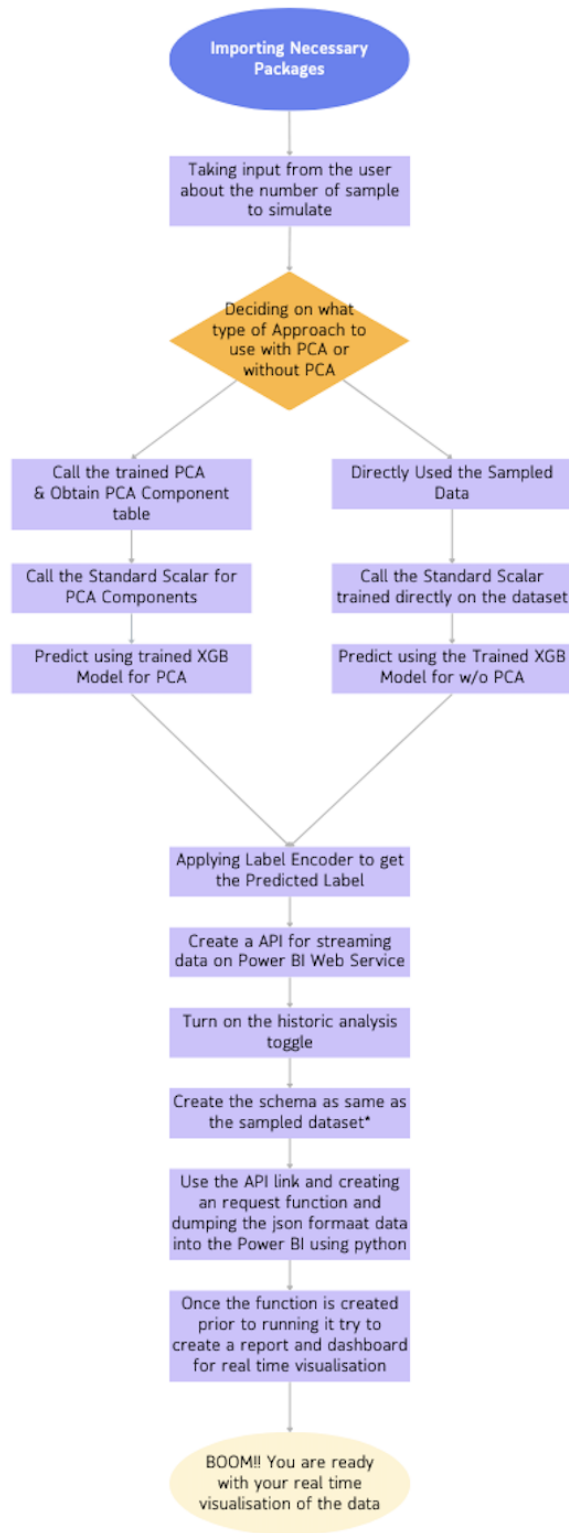 Importing Necessary
Packages
Taking input from the user
about the number of sample
to simulate
Deciding on what
type of Approach to
use with PCA or
without PCA
Call the trained PCA
& Obtain PCA Component
table
Directly Used the Sampled
Data
Call the Standard Scalar for
PCA Components
Call the Standard Scalar
trained directly on the dataset
Predict using trained XGB
Model for PCA
Predict using the Trained XGB
Model for w/o PCA
Applying Label Encoder to get
the Predicted Label
Create a API for streaming
data on Power BI Web Service
Turn on the historic analysis
toggle
Create the schema as same as
the sampled dataset*
Use the API link and creating
an request function and
dumping the json formaat data
into the Power BI using python
Once the function is created
prior to running it try to
create a report and dashboard
for real time visualisation
BOOM!! You are ready
with your real time
visualisation of the data